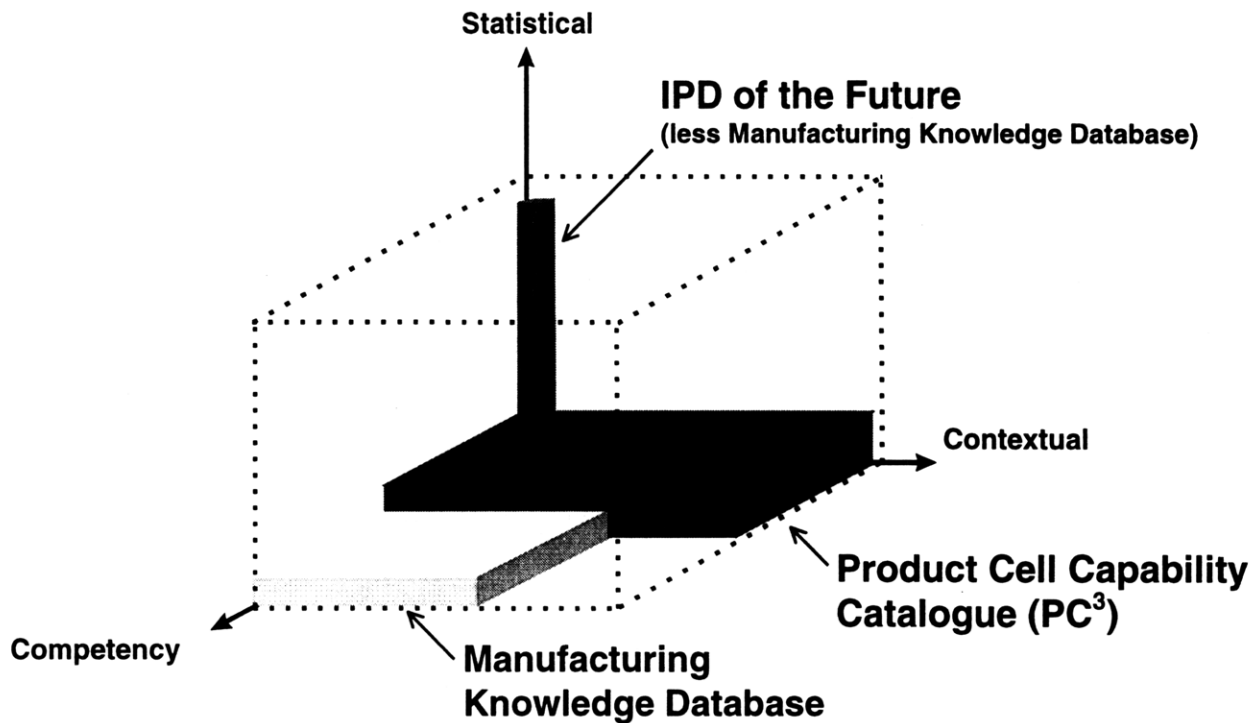 Statistical
IPD of the Future
(less Manufacturing Knowledge Database)
Contextual
Product Cell Capability
Catalogue (PC³)
Competency
Manufacturing
Knowledge Database